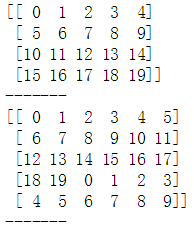 [[ 0 1 2 3 4]
[ 5 6 7 8 9]
[10 11 12 13 14]
[15 16 17 18 19]]
-------
[[ 0 1 2 3 4 5]
[ 6 7 8 9 10 11]
[12 13 14 15 16 17]
[18 19 0 1 2 3]
[ 4 5 6 7 8 9]]
-------